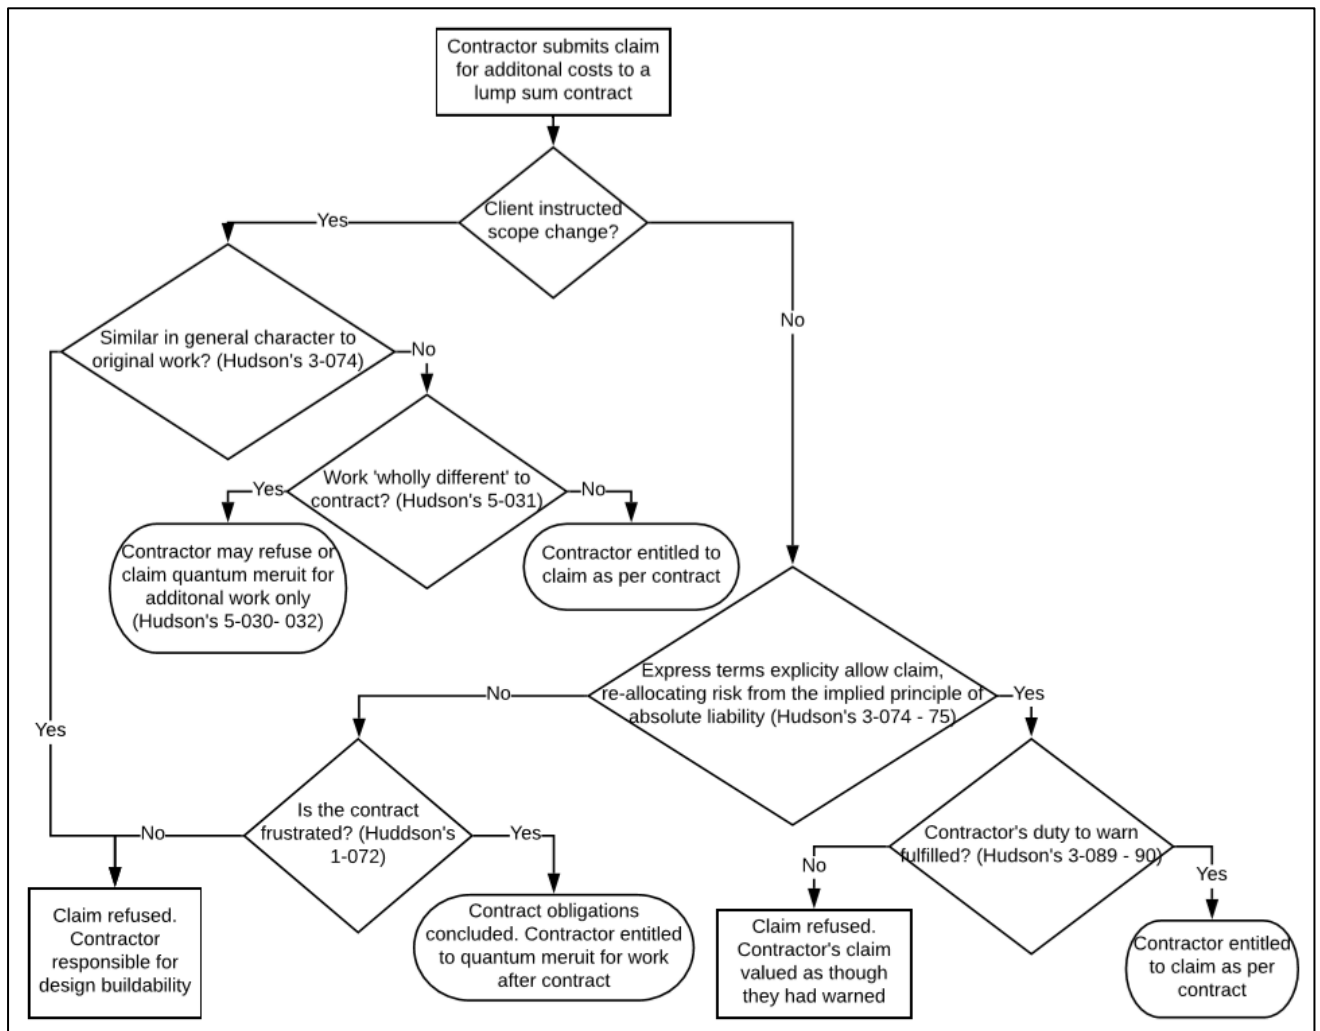 Contractor submits claim
for additonal costs to a
lump sum contract
Client instructed
scope change?
Yes
No
Similar in general character to
original work? (Hudson's 3-074)
No
Yes
Work 'wholly different' to
contract? (Hudson's 5-031)
Yes
No
Contractor may refuse or
claim quantum meruit for
additonal work only
(Hudson's 5-030- 032)
Contractor entitled to
claim as per contract
Express terms explicity allow claim,
re-allocating risk from the implied principle of
absolute liability (Hudson's 3-074 - 75)
No
Yes
Is the contract
frustrated? (Huddson's
1-072)
No
Yes
Contractor's duty to warn
fulfilled? (Hudson's 3-089 - 90)
No
Yes
Claim refused.
Contractor
responsible for
design buildability
Contract obligations
concluded. Contractor entitled
to quantum meruit for work
after contract
Claim refused.
Contractor's claim
valued as though
they had warned
Contractor entitled
to claim as per
contract